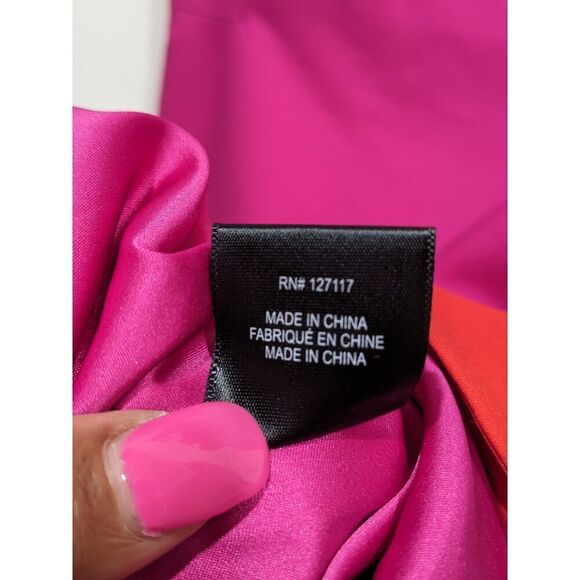 RN# 127117
MADE IN CHINA
FABRIQUÉ EN CHINE
MADE IN CHINA